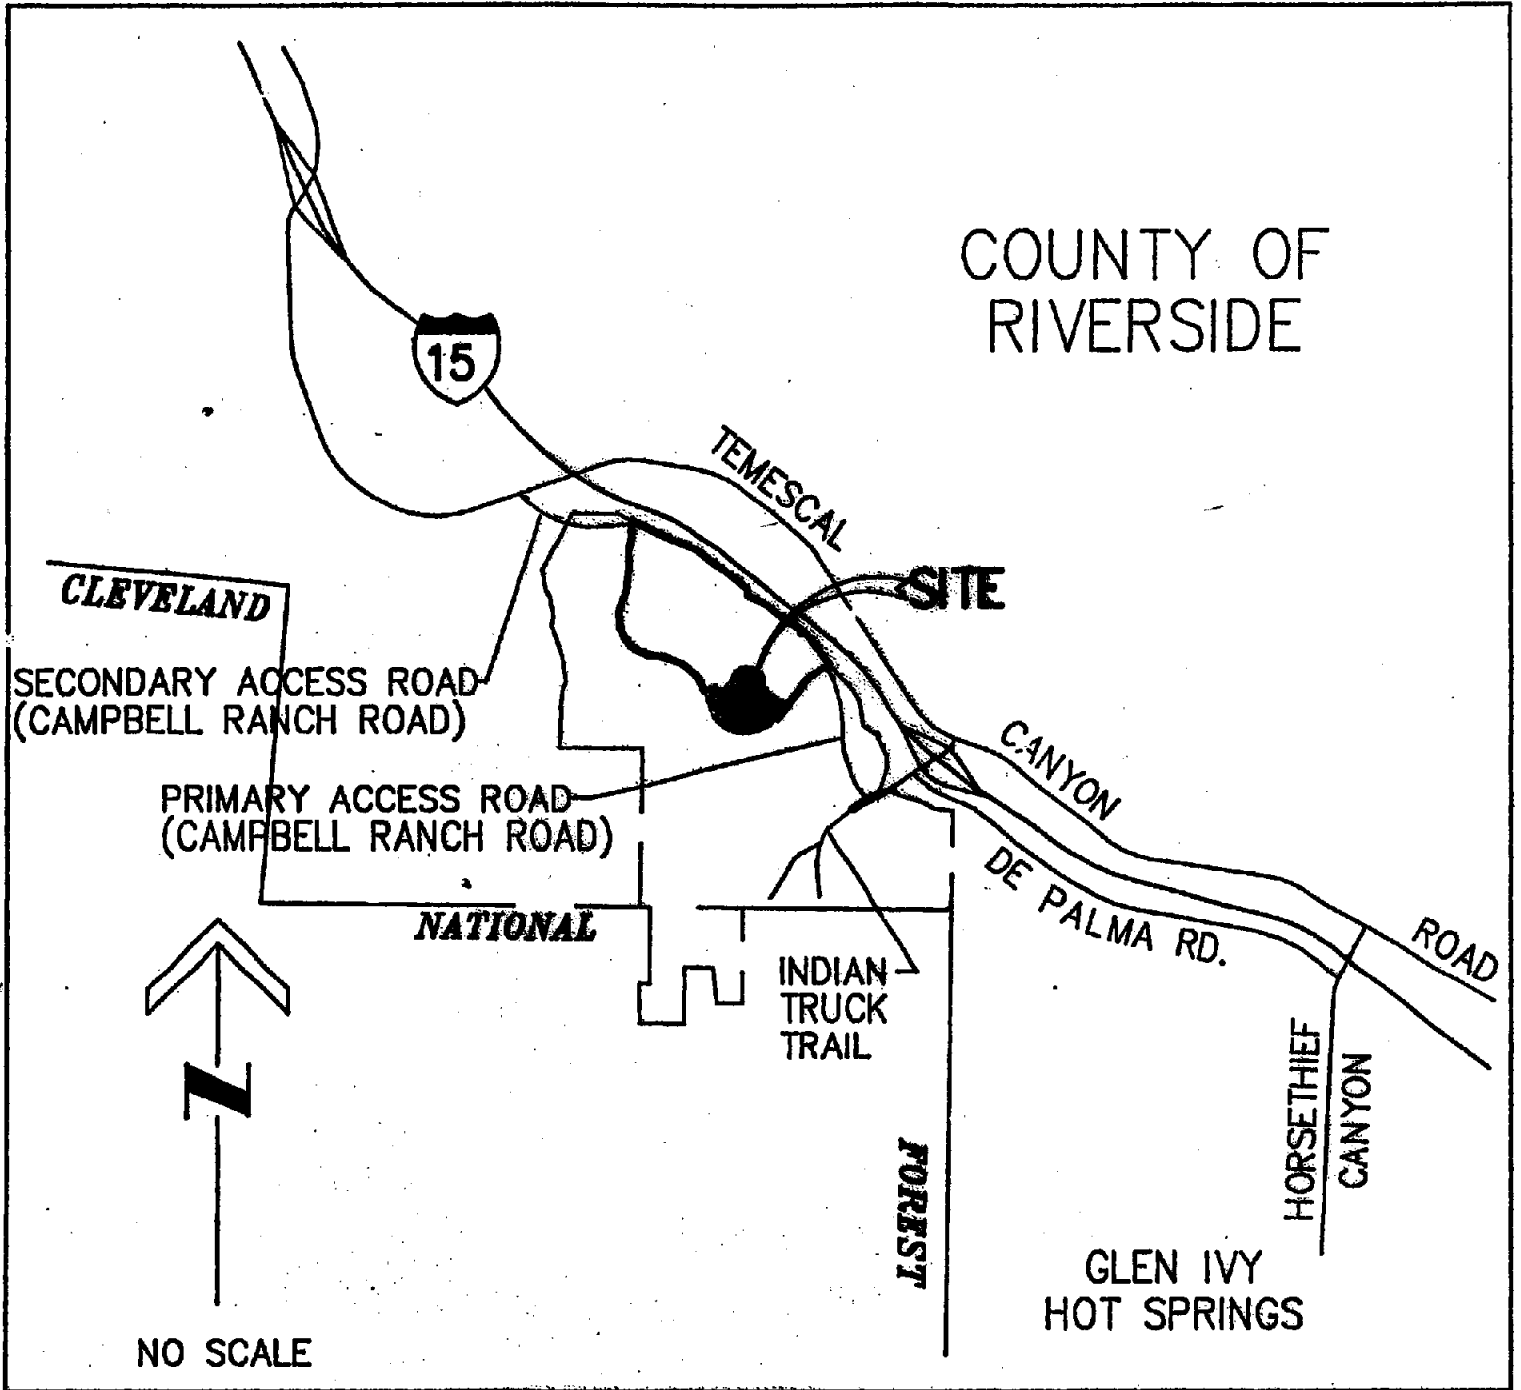 COUNTY OF
RIVERSIDE
15
TEMESCAL
SITE
CLEVELAND
SECONDARY ACCESS ROAD
(CAMPBELL RANCH ROAD)
CANYON
PRIMARY ACCESS ROAD
(CAMPBELL RANCH ROAD)
DE PALMA RD.
NATIONAL
ROAD
INDIAN
TRUCK
TRAIL
HORSETHIEF
CANYON
N
FOREST
GLEN IVY
HOT SPRINGS
NO SCALE